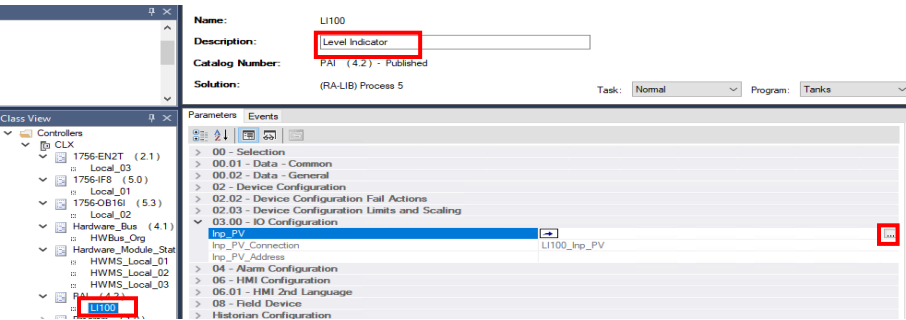 Name: LI100
Description: Level Indicator
Catalog Number: PAI (4.2) - Published
Solution: (RA-LIB) Process 5 Task: Normal Program: Tanks
Class View
Controllers
CLX
1756-EN2T (2.1)
Local_03
1756-IF8 (5.0)
Local_01
1756-OB16I (5.3)
Local_02
Hardware_Bus (4.1)
HWBus_Org
Hardware_Module_Stat
HWMS_Local_01
HWMS_Local_02
HWMS_Local_03
PAI (4.2)
LI100
Parameters Events
00 - Selection
00.01 - Data - Common
00.02 - Data - General
02 - Device Configuration
02.02 - Device Configuration Fail Actions
02.03 - Device Configuration Limits and Scaling
03.00 - IO Configuration
Inp_PV ...
Inp_PV_Connection LI100_Inp_PV
Inp_PV_Address
04 - Alarm Configuration
06 - HMI Configuration
06.01 - HMI 2nd Language
08 - Field Device
Historian Configuration